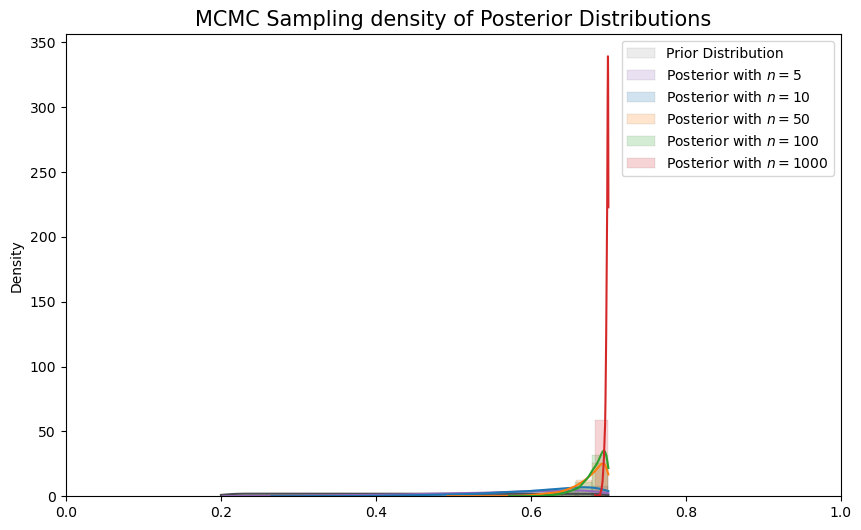 MCMC Sampling density of Posterior Distributions
350
300
250
200
150
100
50
0
Density
Prior Distribution
Posterior with n = 5
Posterior with n = 10
Posterior with n = 50
Posterior with n = 100
Posterior with n = 1000
0.0 0.2 0.4 0.6 0.8 1.0